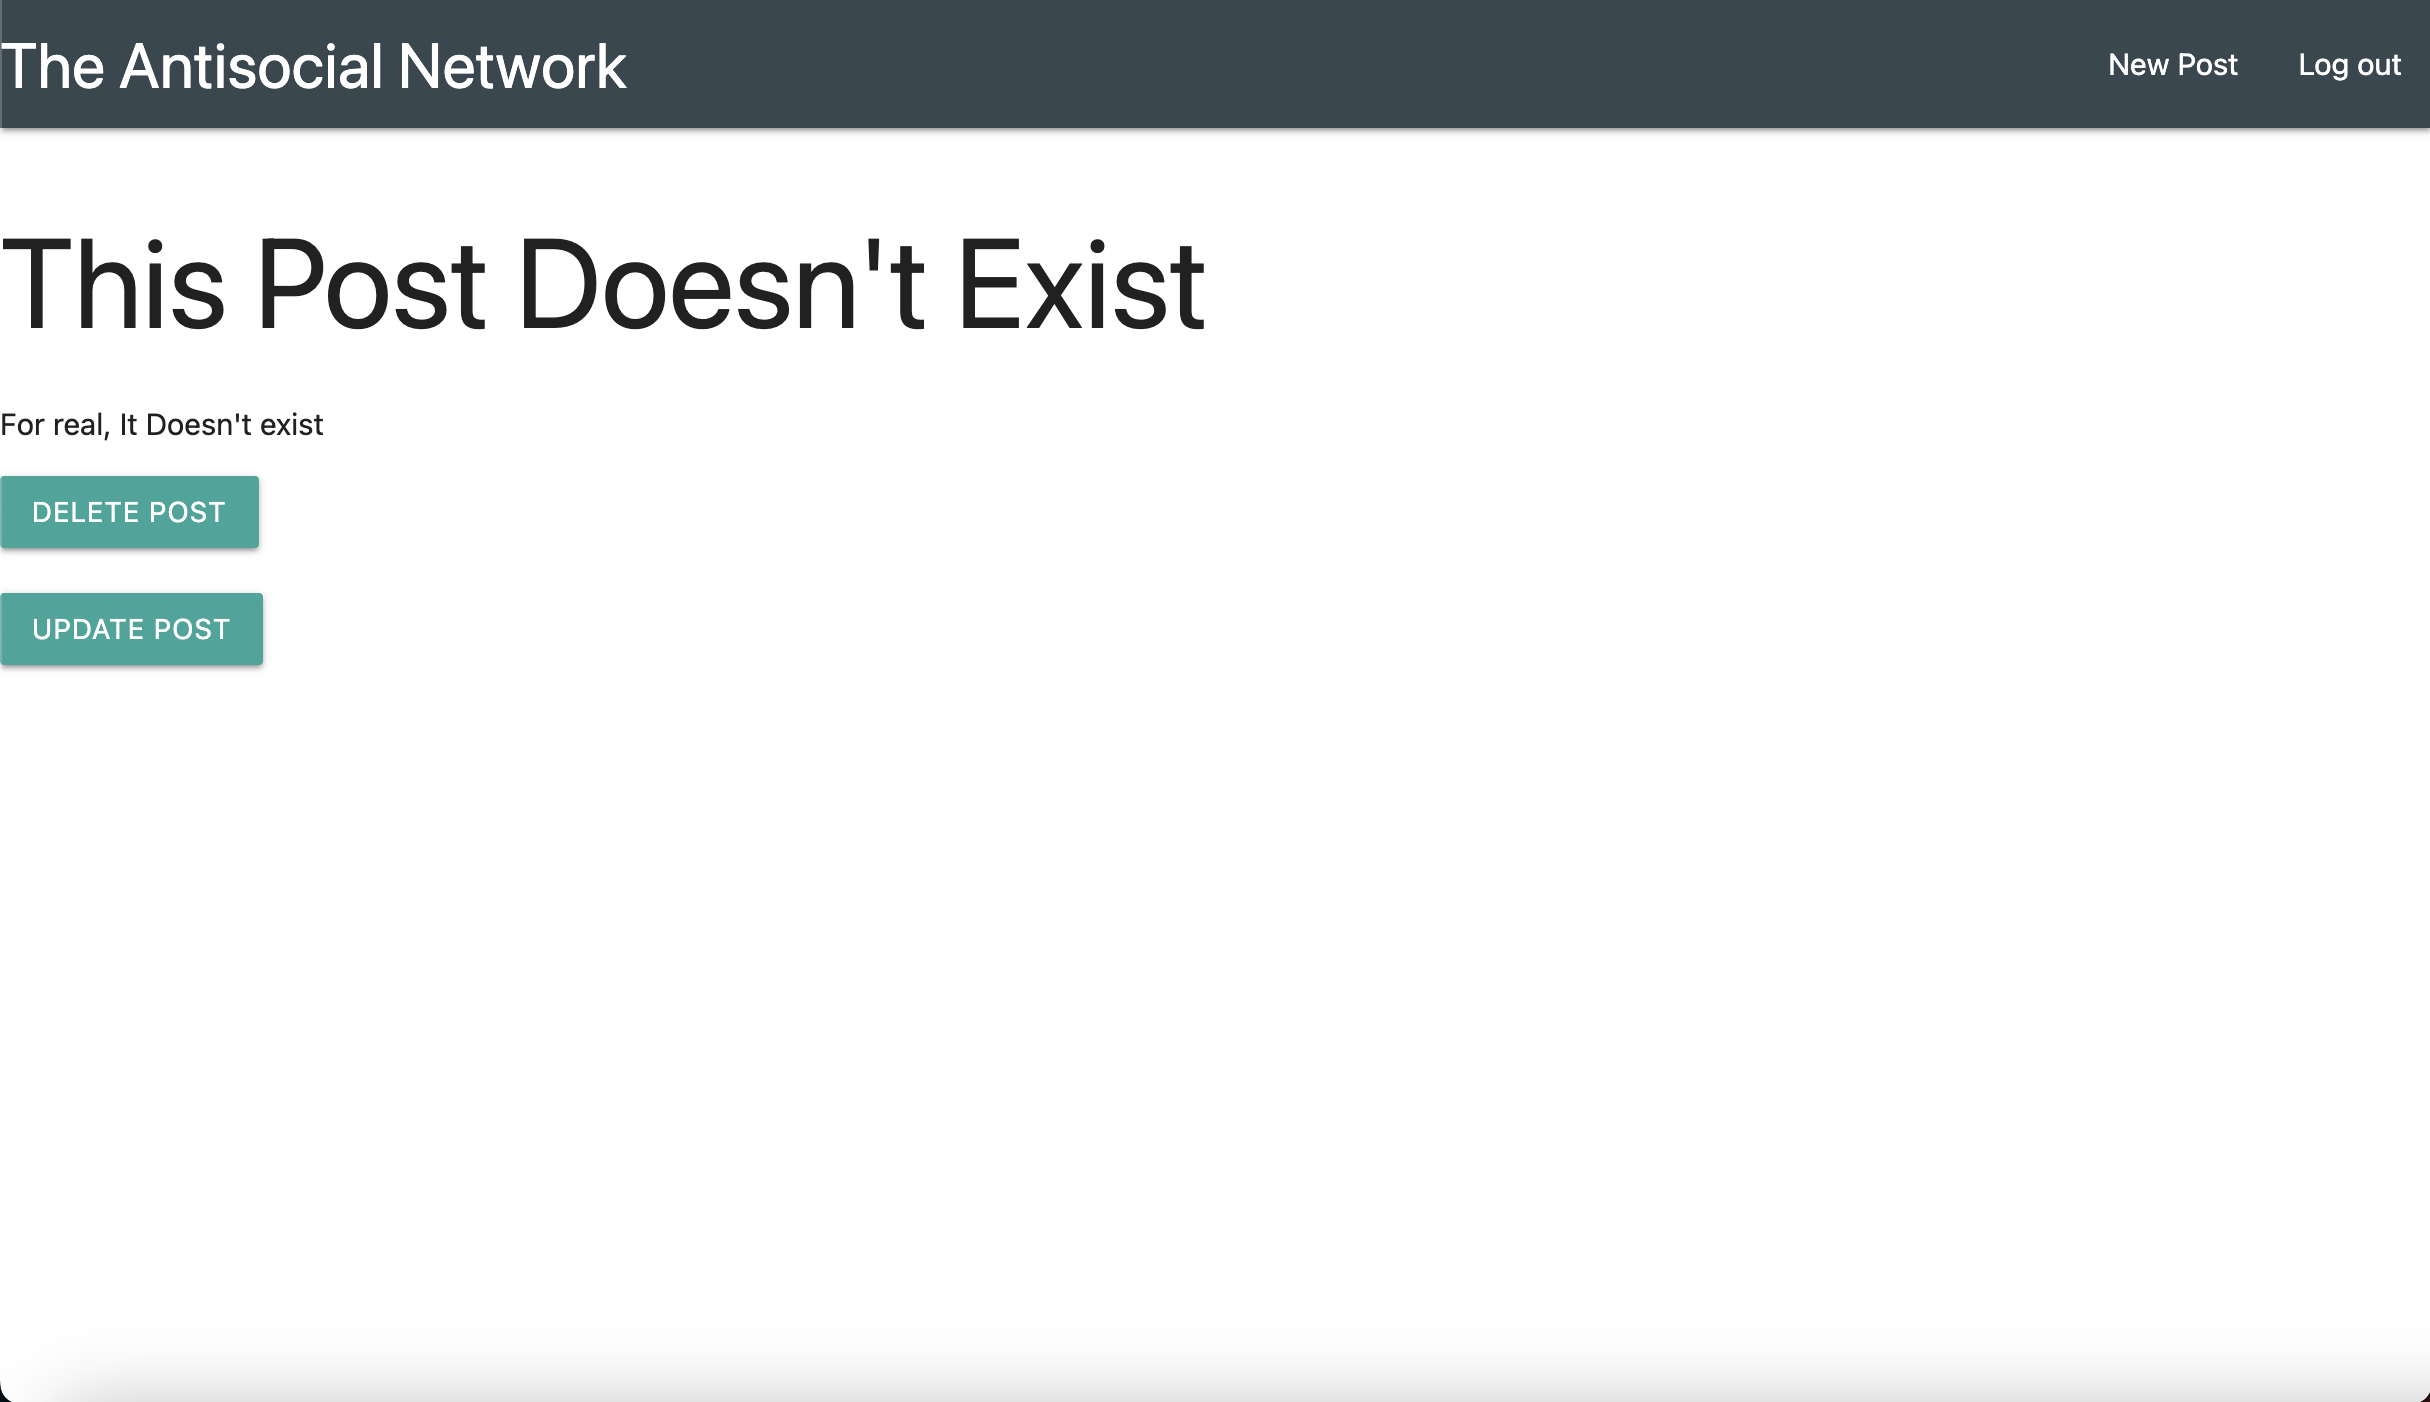 The Antisocial Network
New Post
Log out
This Post Doesn't Exist
For real, It Doesn't exist
DELETE POST
UPDATE POST